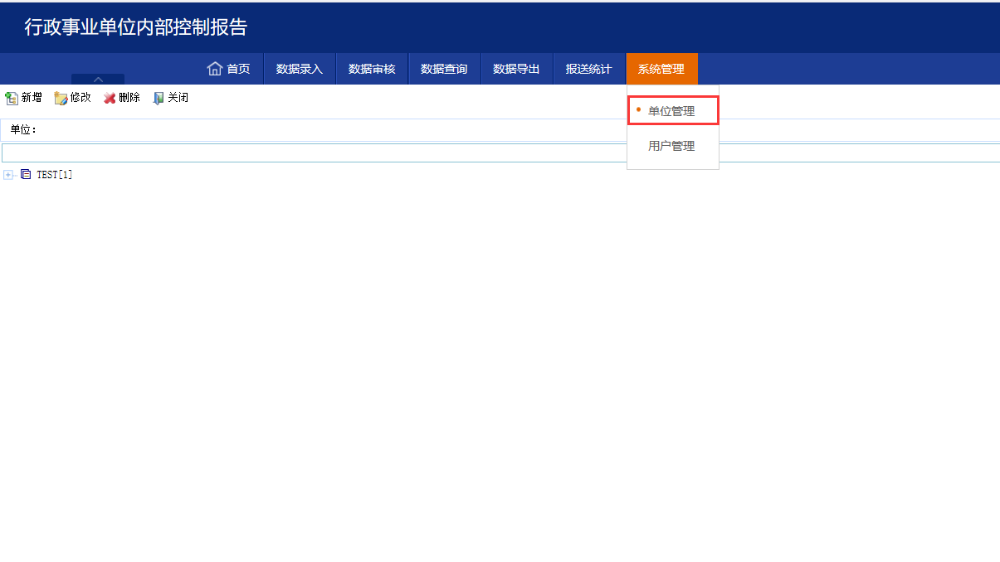 行政事业单位内部控制报告
首页 数据录入 数据审核 数据查询 数据导出 报送统计 系统管理
新增 修改 删除 关闭
单位管理
单位：
用户管理
TEST[1]